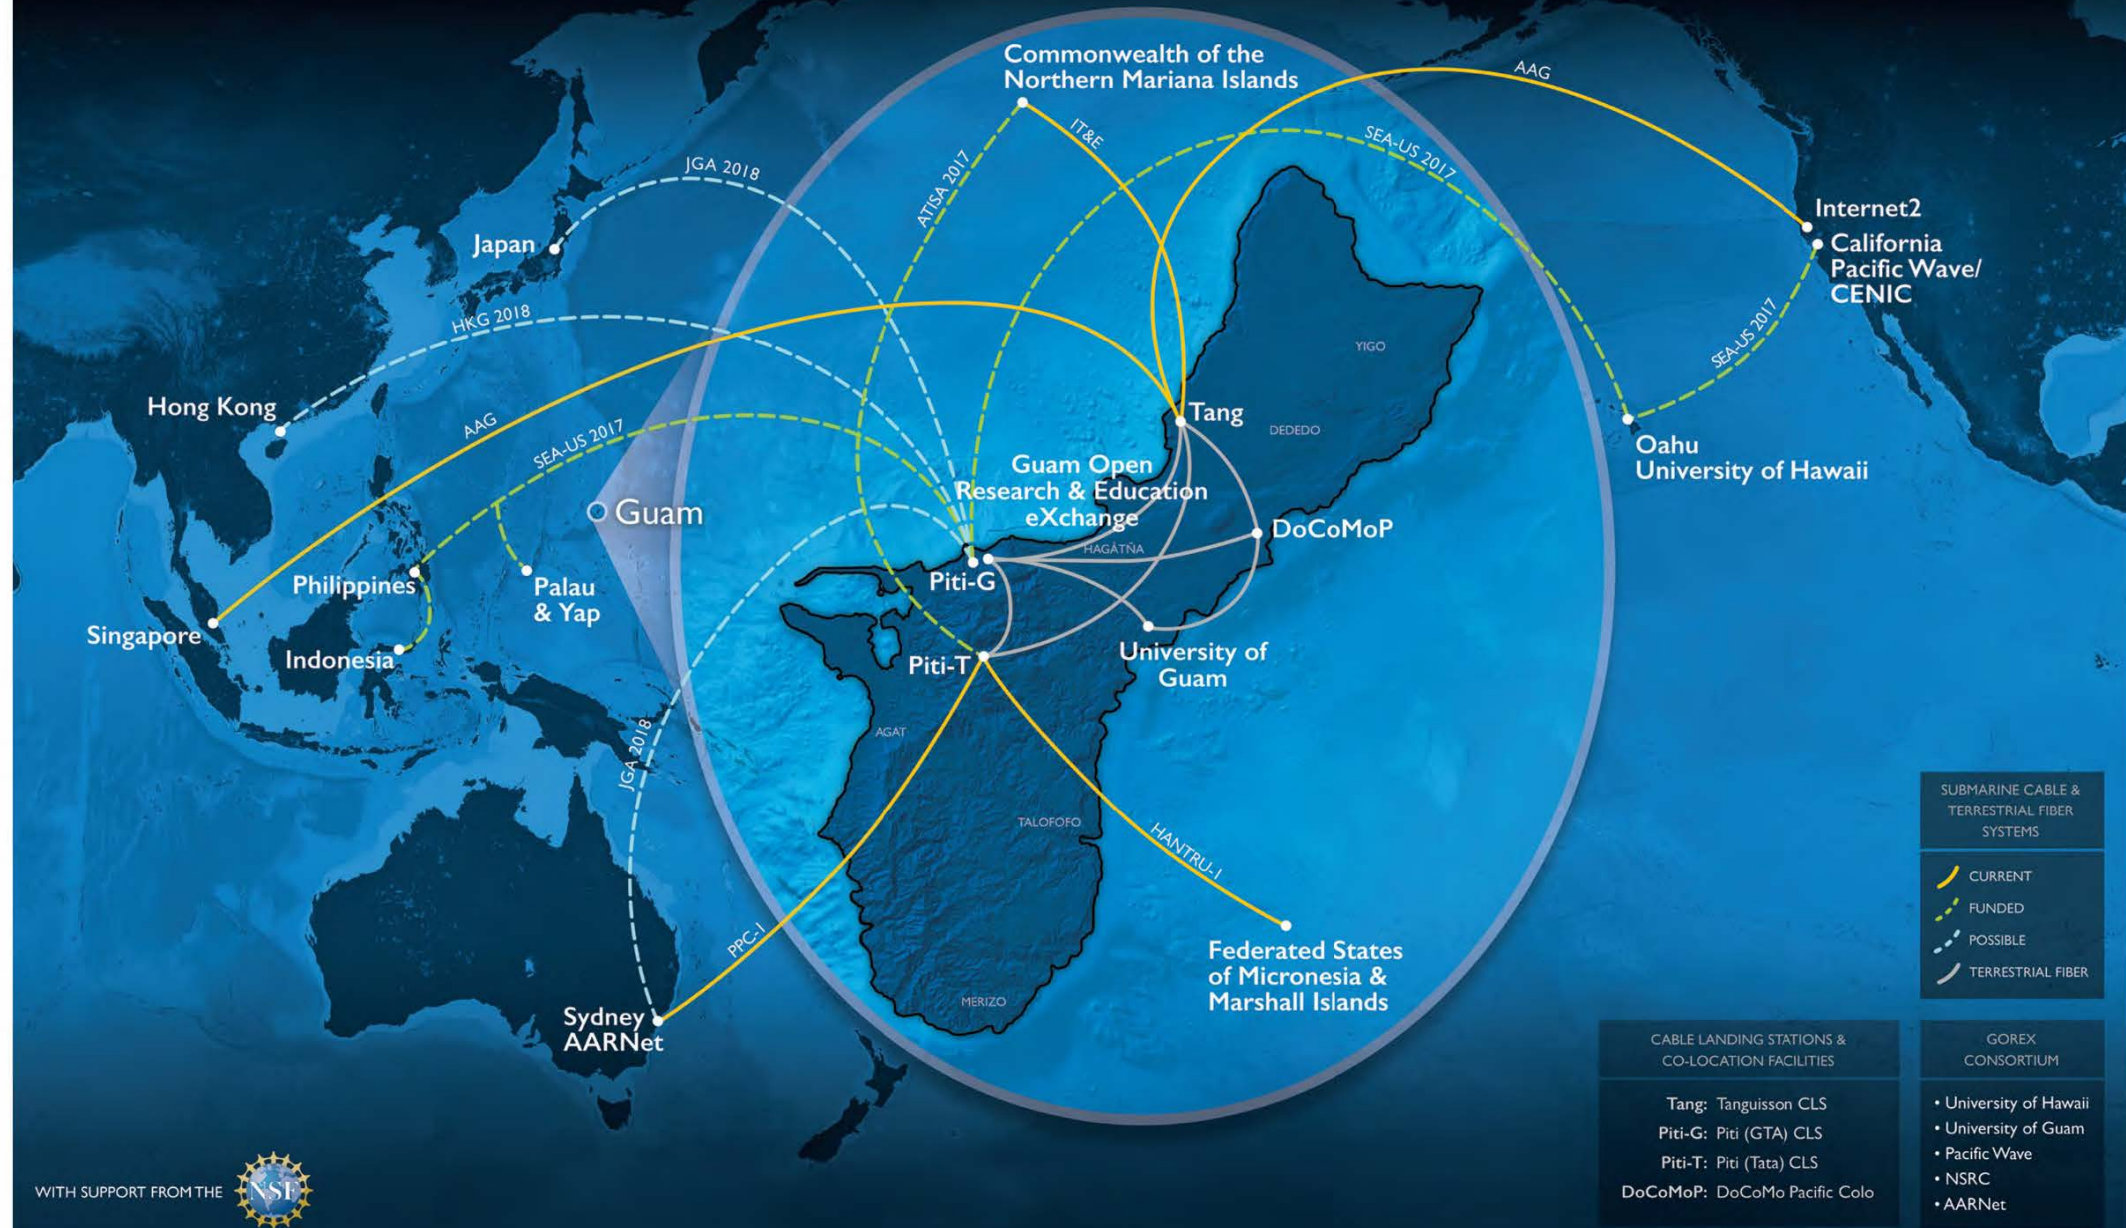 Commonwealth of the
Northern Mariana Islands
AAG
IT&E
SEA-US 2017
ATISA 2017
JGA 2018
Japan
Internet2
California
Pacific Wave/
CENIC
HKG 2018
SEA-US 2017
YIGO
Hong Kong
AAG
SEA-US 2017
Tang
DEDEDO
Oahu
University of Hawaii
Guam Open
Research & Education
eXchange
Guam
DoCoMoP
HAGÅTÑA
Philippines
Palau
& Yap
Piti-G
Singapore
Indonesia
Piti-T
University of
Guam
AGAT
JGA 2018
TALOFOFO
HANTRU-1
PPC-1
Federated States
of Micronesia &
Marshall Islands
MERIZO
Sydney
AARNet
SUBMARINE CABLE &
TERRESTRIAL FIBER
SYSTEMS
CURRENT
FUNDED
POSSIBLE
TERRESTRIAL FIBER
CABLE LANDING STATIONS &
CO-LOCATION FACILITIES
Tang: Tanguisson CLS
Piti-G: Piti (GTA) CLS
Piti-T: Piti (Tata) CLS
DoCoMoP: DoCoMo Pacific Colo
GOREX
CONSORTIUM
• University of Hawaii
• University of Guam
• Pacific Wave
• NSRC
• AARNet
WITH SUPPORT FROM THE
NSF